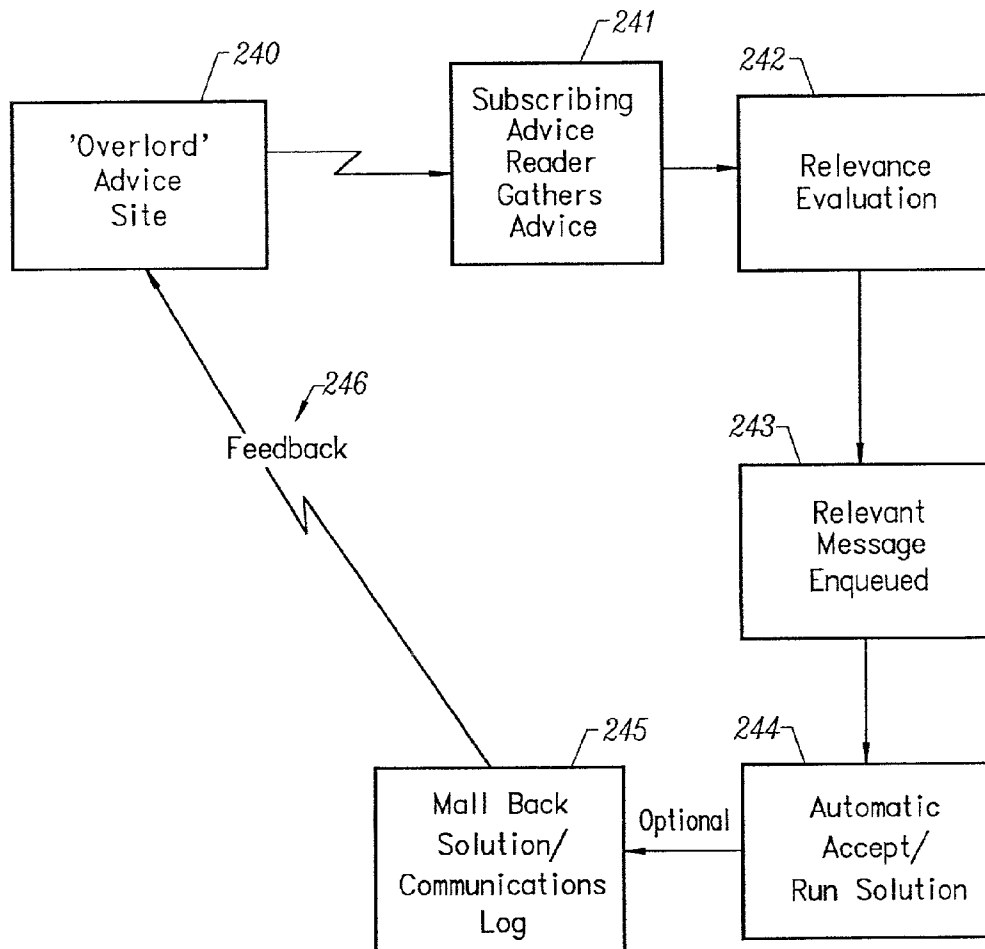 240
'Overlord'
Advice
Site
241
Subscribing
Advice
Reader
Gathers
Advice
242
Relevance
Evaluation
243
Relevant
Message
Enqueued
244
Automatic
Accept/
Run Solution
Optional
245
Mall Back
Solution/
Communications
Log
246
Feedback